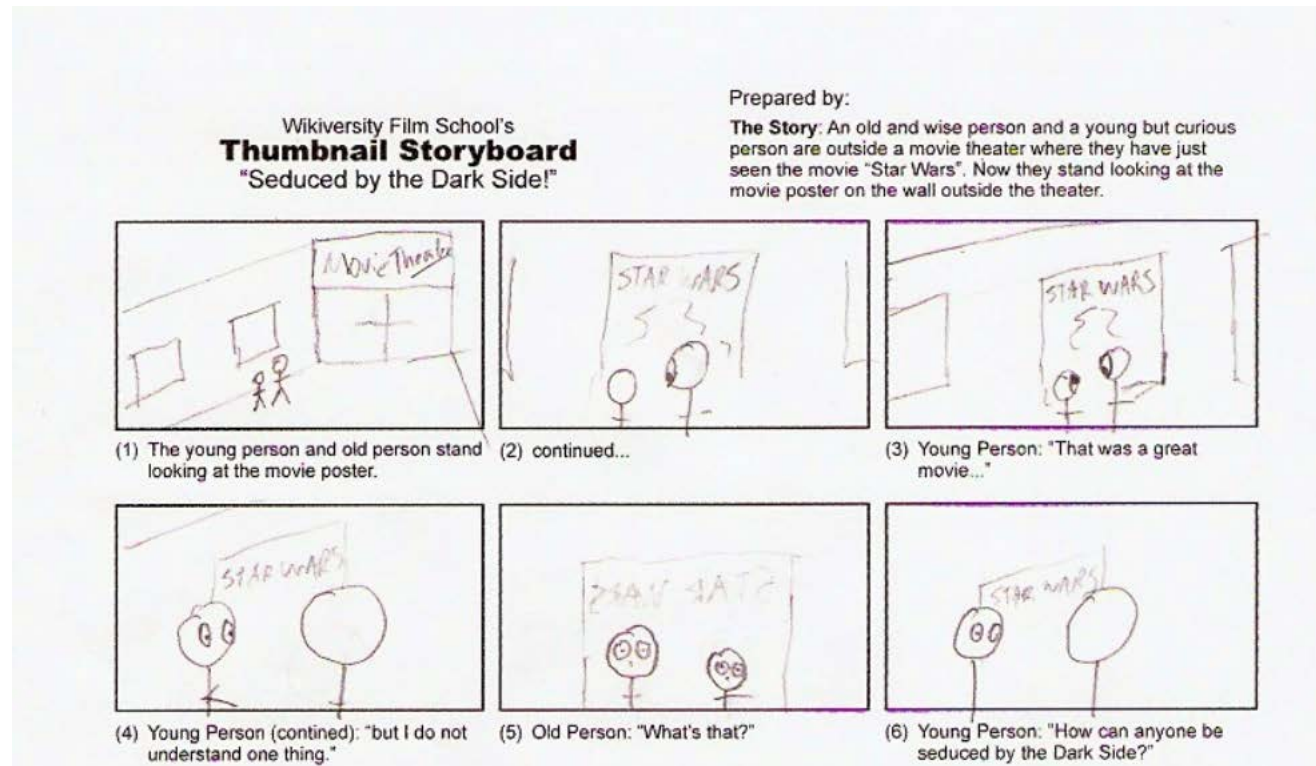 Wikiversity Film School's
Thumbnail Storyboard
"Seduced by the Dark Side!"
Prepared by:
The Story: An old and wise person and a young but curious
person are outside a movie theater where they have just
seen the movie "Star Wars". Now they stand looking at the
movie poster on the wall outside the theater.
Movie Theater
STAR WARS
STAR WARS
(1) The young person and old person stand
looking at the movie poster.
(2) continued...
(3) Young Person: "That was a great
movie..."
STAR WARS
STAR WARS
STAR WARS
(4) Young Person (contined): "but I do not
understand one thing."
(5) Old Person: "What's that?"
(6) Young Person: "How can anyone be
seduced by the Dark Side?"